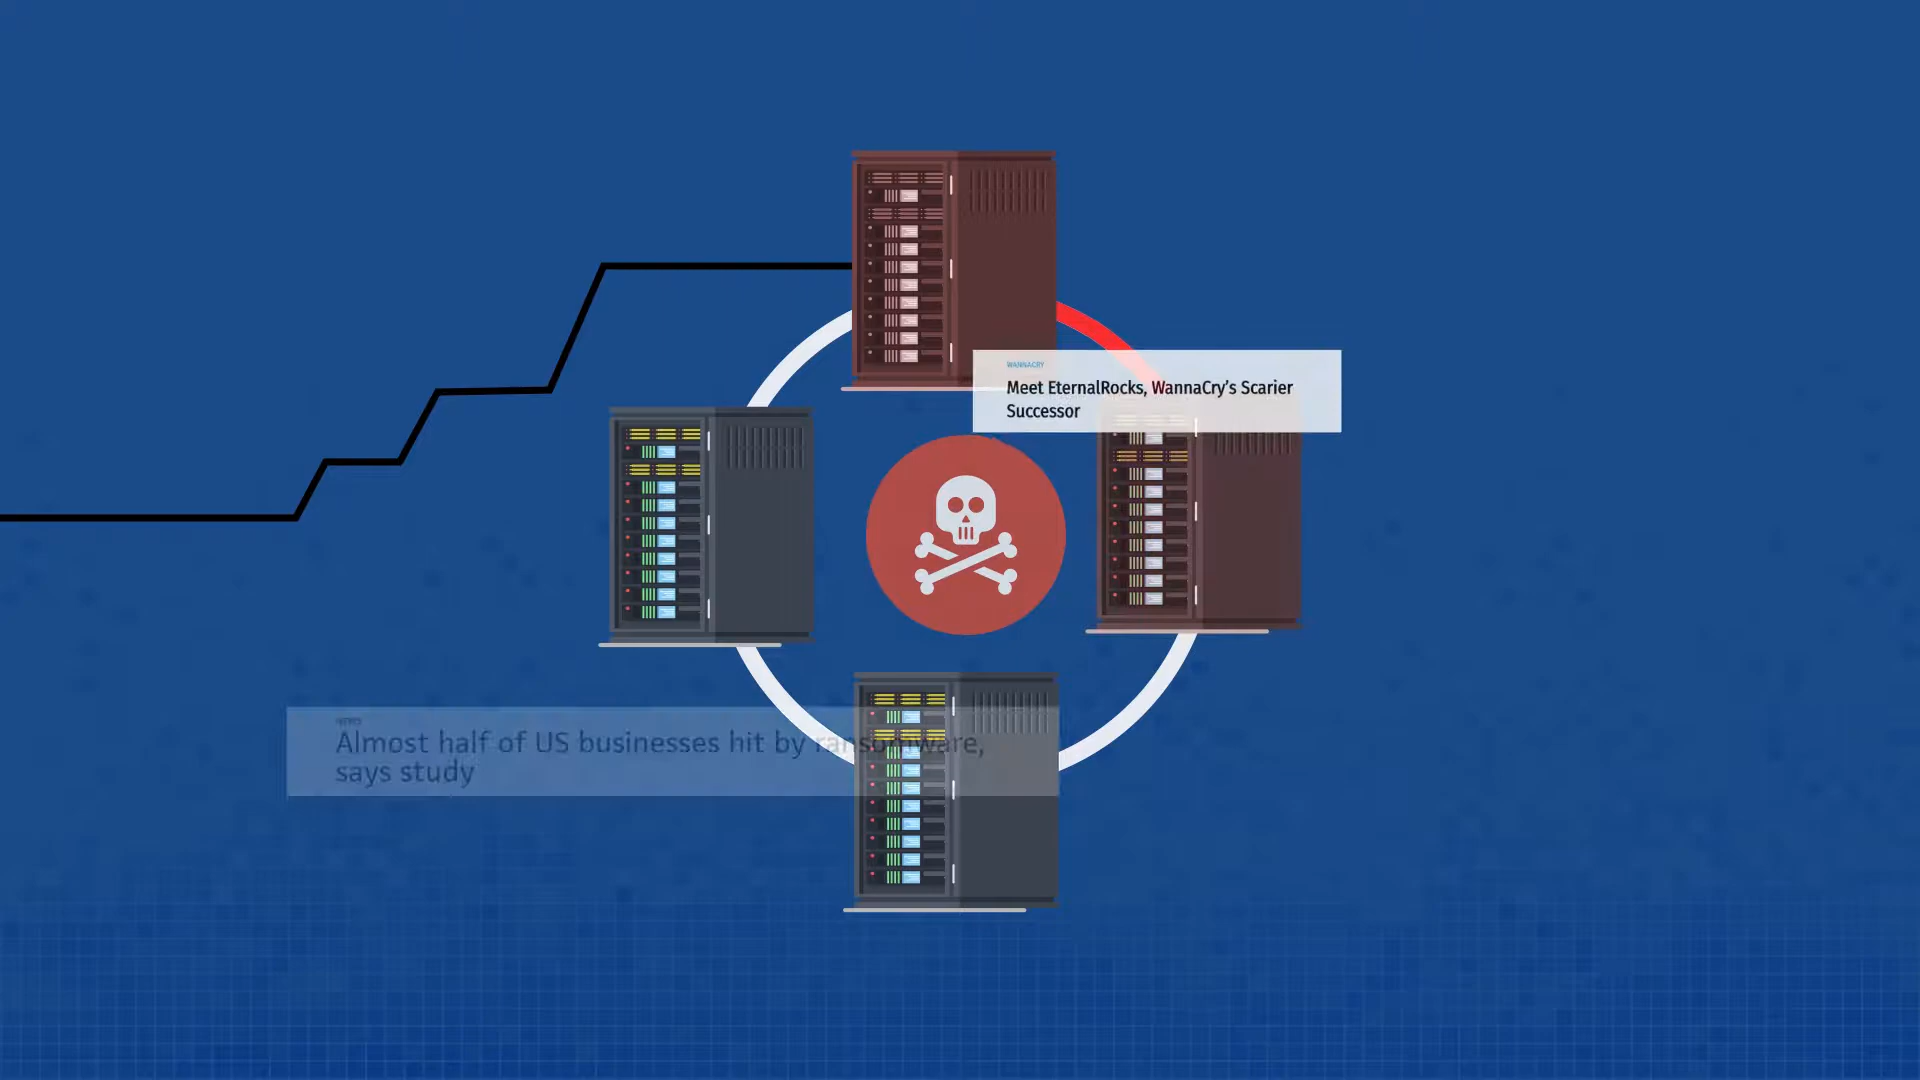 WANNACRY
Meet EternalRocks, WannaCry's Scarier
Successor
NEWS
Almost half of US businesses hit by ransomware,
says study